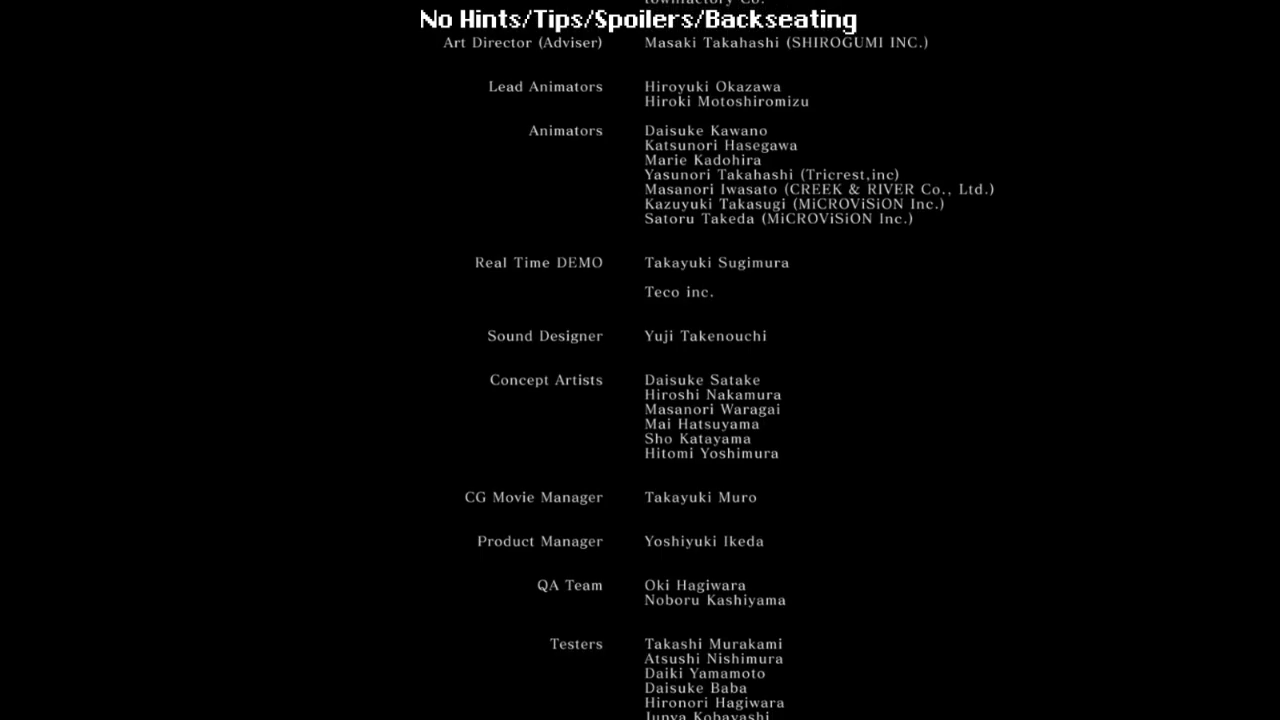 townfactory Co.
No Hints/Tips/Spoilers/Backseating
Art Director (Adviser) Masaki Takahashi (SHIROGUMI INC.)
Lead Animators Hiroyuki Okazawa
Hiroki Motoshiromizu
Animators Daisuke Kawano
Katsunori Hasegawa
Marie Kadohira
Yasunori Takahashi (Tricrest,inc)
Masanori Iwasato (CREEK & RIVER Co., Ltd.)
Kazuyuki Takasugi (MiCROViSiON Inc.)
Satoru Takeda (MiCROViSiON Inc.)
Real Time DEMO Takayuki Sugimura
Teco inc.
Sound Designer Yuji Takenouchi
Concept Artists Daisuke Satake
Hiroshi Nakamura
Masanori Waragai
Mai Hatsuyama
Sho Katayama
Hitomi Yoshimura
CG Movie Manager Takayuki Muro
Product Manager Yoshiyuki Ikeda
QA Team Oki Hagiwara
Noboru Kashiyama
Testers Takashi Murakami
Atsushi Nishimura
Daiki Yamamoto
Daisuke Baba
Hironori Hagiwara
Junya Kobayashi